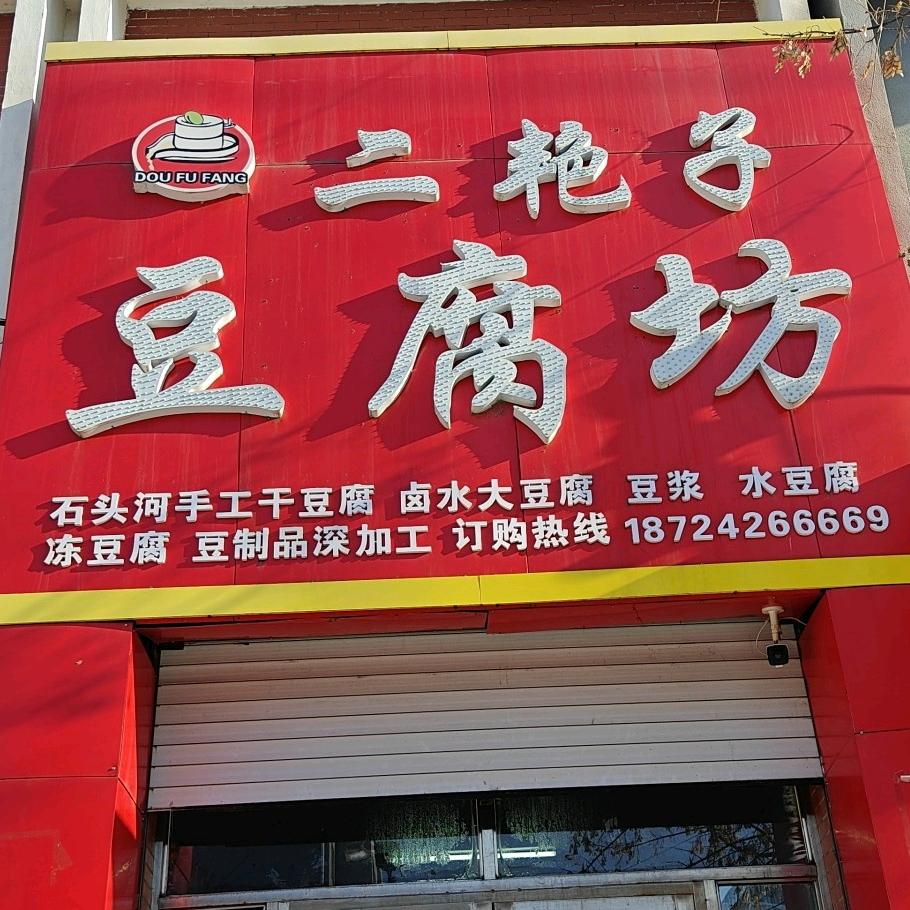 DOU FU FANG
二艳子
豆腐坊
石头河手工干豆腐 卤水大豆腐 豆浆 水豆腐
冻豆腐 豆制品深加工 订购热线 18724266669